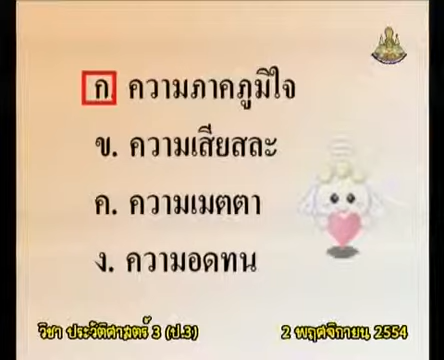 ก. ความภาคภูมิใจ
ข. ความเสียสละ
ค. ความเมตตา
ง. ความอดทน
วิชา ประวัติศาสตร์ 3 (ป.3) 2 พฤศจิกายน 2554